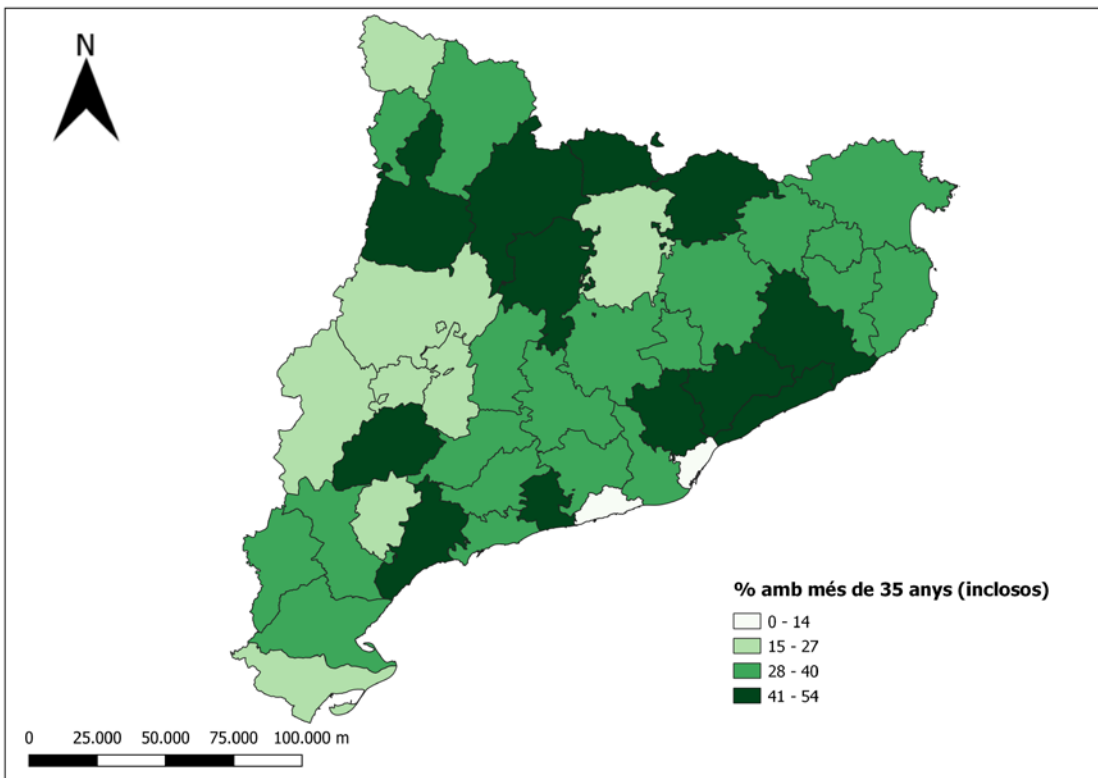 N
% amb més de 35 anys (inclosos)
0 - 14
15 - 27
28 - 40
41 - 54
0 25.000 50.000 75.000 100.000 m